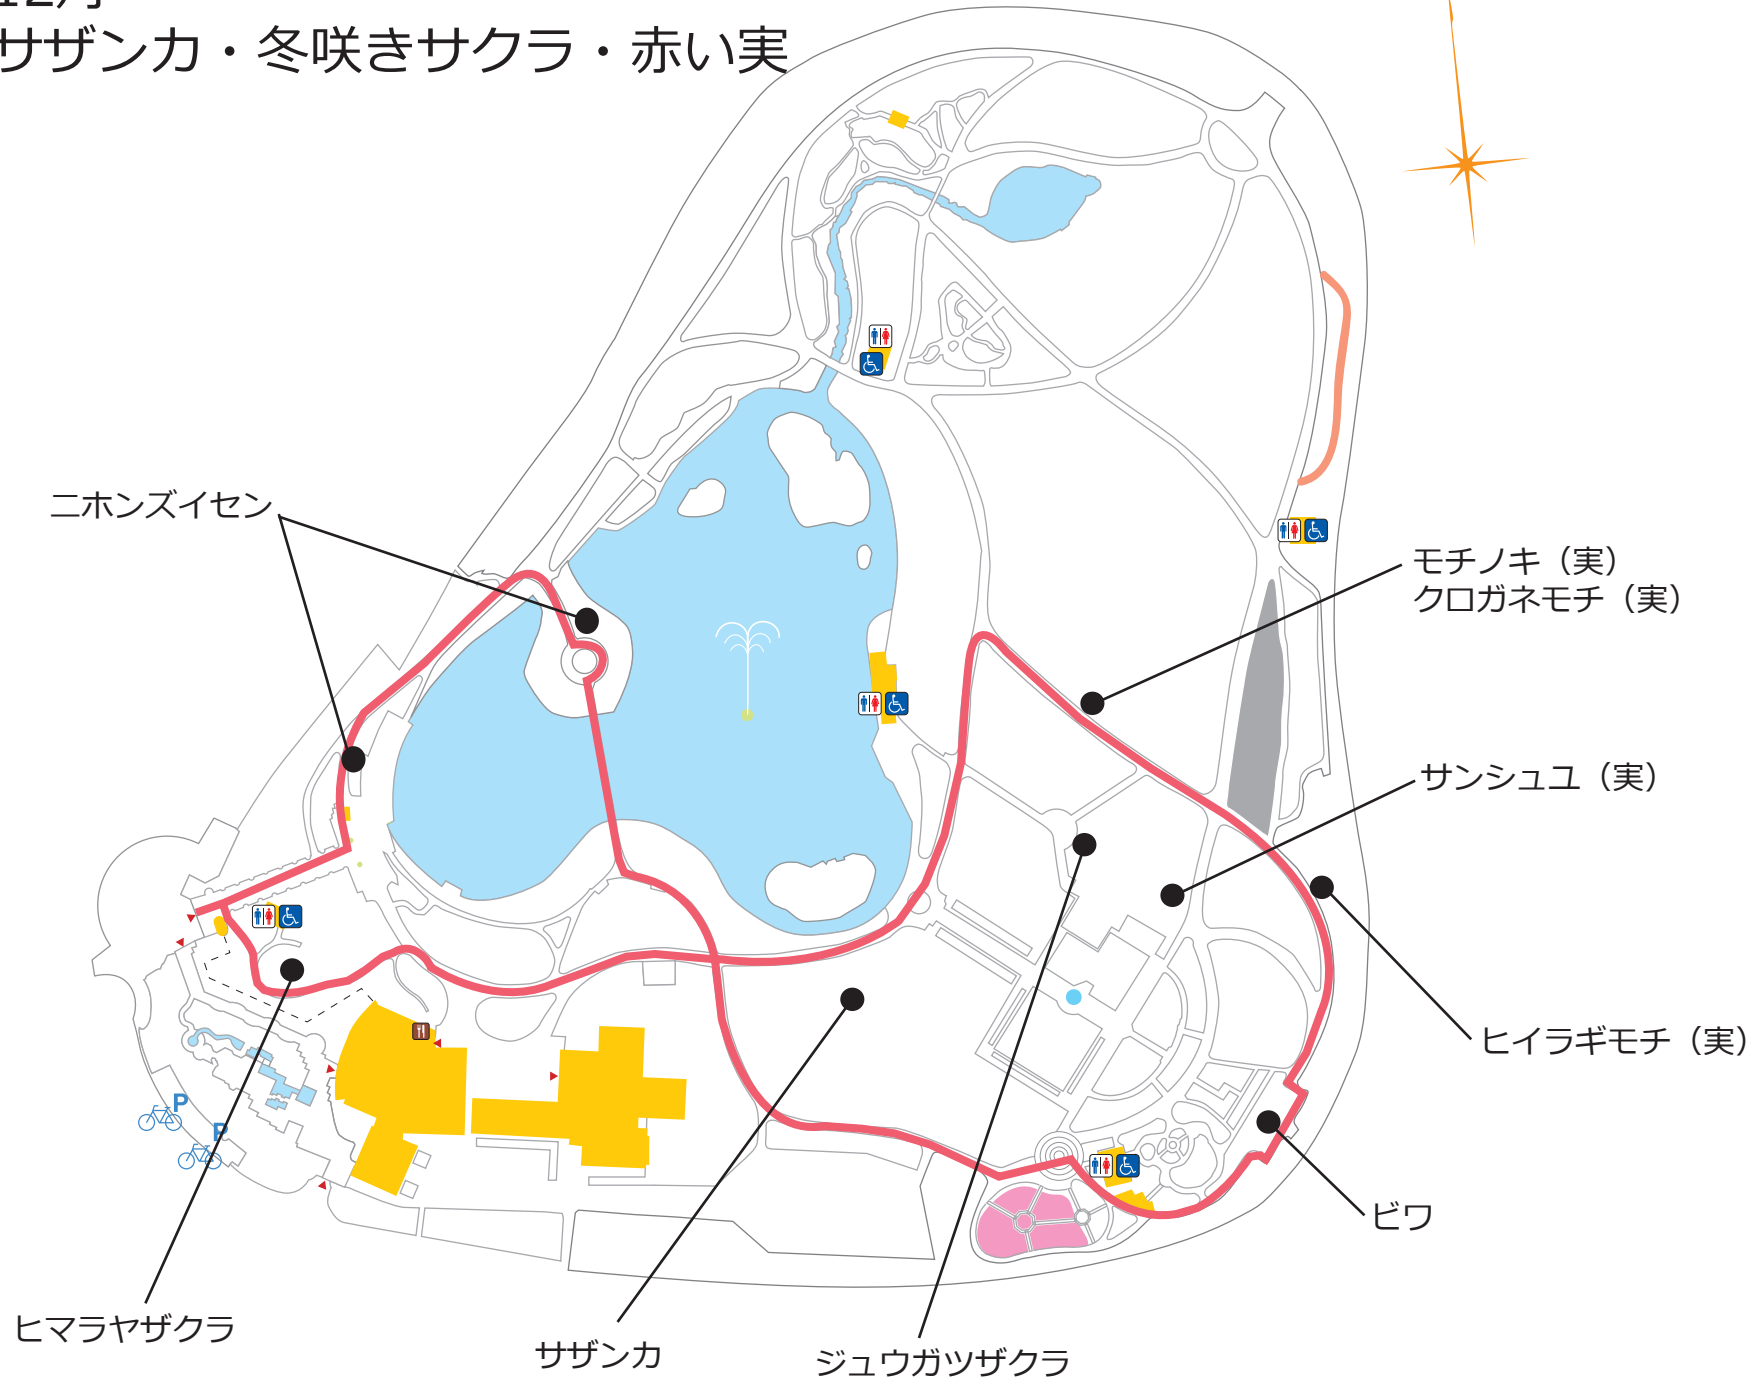 12月
サザンカ・冬咲きサクラ・赤い実
ニホンズイセン
モチノキ（実）
クロガネモチ（実）
サンシュユ（実）
ヒイラギモチ（実）
ビワ
P
P
ヒマラヤザクラ
サザンカ
ジュウガツザクラ